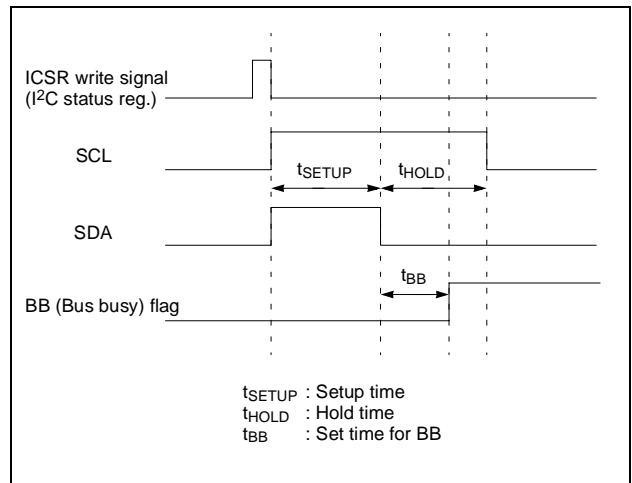 ICSR write signal
(I2C status reg.)
SCL
tSETUP
tHOLD
SDA
tBB
BB (Bus busy) flag
tSETUP : Setup time
tHOLD : Hold time
tBB : Set time for BB